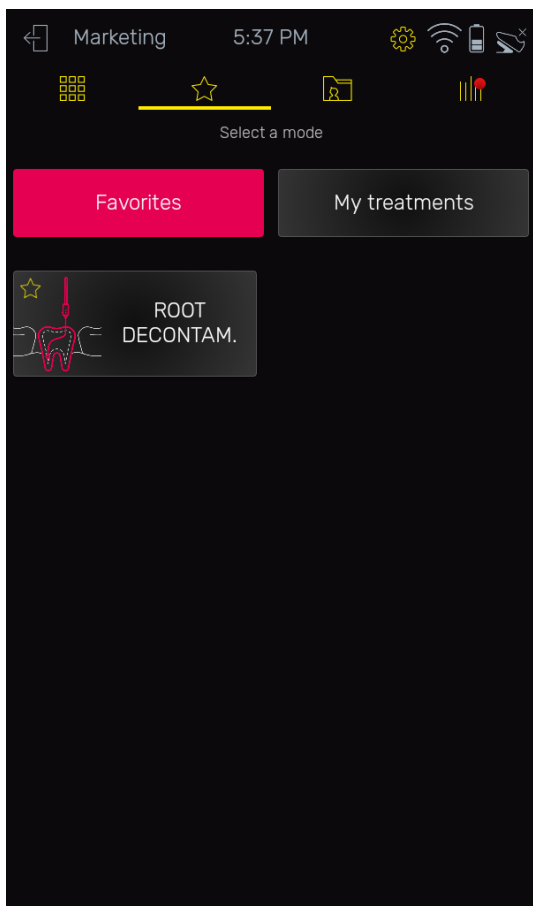 Marketing 5:37 PM
Select a mode
Favorites My treatments
ROOT
DECONTAM.